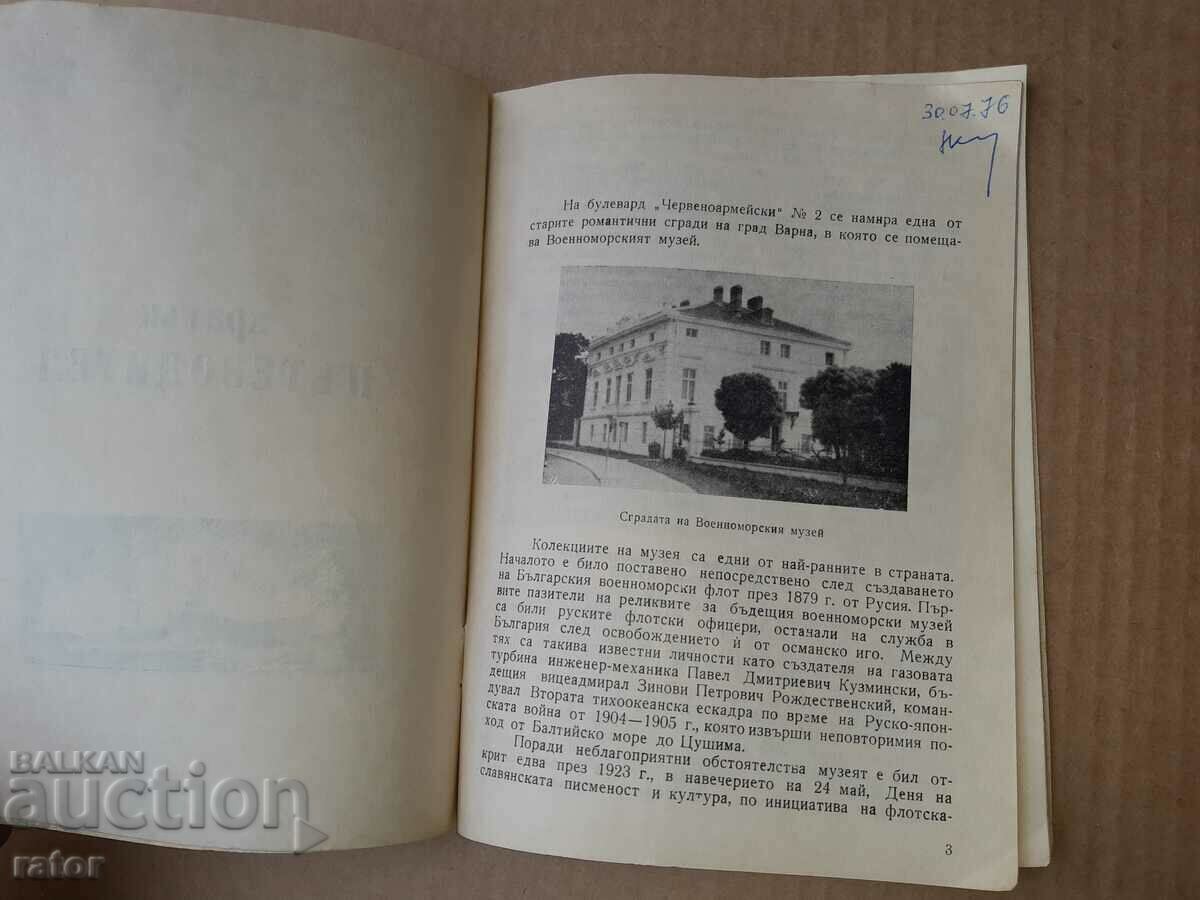 30.07.76
На булевард „Червеноармейски“ № 2 се намира една от
старите романтични сгради на град Варна, в която се помеща-
ва Военноморският музей.
Сградата на Военноморския музей
Колекциите на музея са едни от най-ранните в страната.
Началото е било поставено непосредствено след създаването
на Българския военноморски флот през 1879 г. от Русия. Пър-
вите пазители на реликвите за бъдещия военноморски музей
са били руските флотски офицери, останали на служба в
България след освобождението ѝ от османско иго. Между
тях са такива известни личности като създателя на газовата
турбина инженер-механика Павел Дмитриевич Кузмински, бъ-
дещия вицеадмирал Зинови Петрович Рождественский, коман-
дувал Втората тихоокеанска ескадра по време на Руско-япон-
ската война от 1904—1905 г., която извърши неповторимия по-
ход от Балтийско море до Цушима.
Поради неблагоприятни обстоятелства музеят е бил от-
крит едва през 1923 г., в навечерието на 24 май, Деня на
славянската писменост и култура, по инициатива на флотска-
3
BALKAN
auction
rator